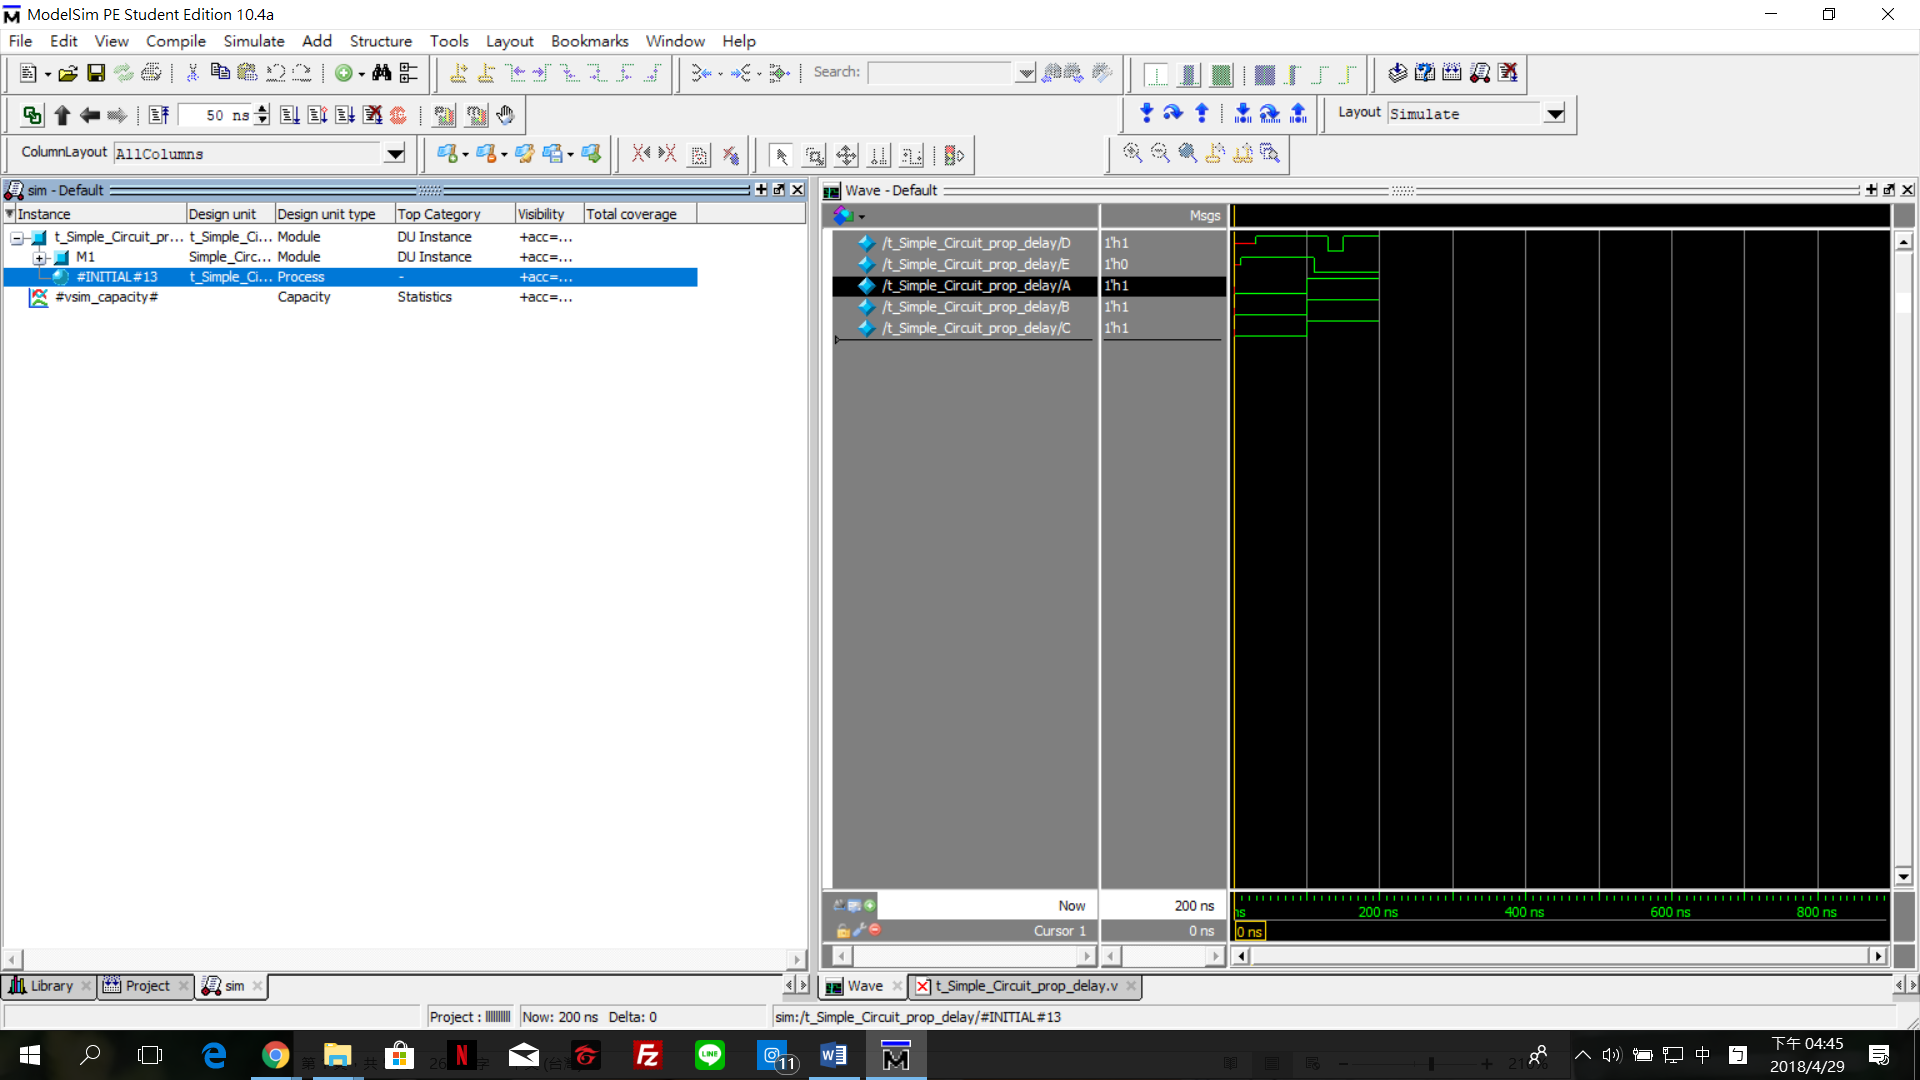 ModelSim PE Student Edition 10.4a
File Edit View Compile Simulate Add Structure Tools Layout Bookmarks Window Help
Search:
50 ns
Layout Simulate
ColumnLayout AllColumns
sim - Default
Instance Design unit Design unit type Top Category Visibility Total coverage
t_Simple_Circuit_pr... t_Simple_Ci... Module DU Instance +acc=...
M1 Simple_Circ... Module DU Instance +acc=...
#INITIAL#13 t_Simple_Ci... Process - +acc=...
#vsim_capacity# Capacity Statistics +acc=...
Wave - Default
Msgs
/t_Simple_Circuit_prop_delay/D 1'h1
/t_Simple_Circuit_prop_delay/E 1'h0
/t_Simple_Circuit_prop_delay/A 1'h1
/t_Simple_Circuit_prop_delay/B 1'h1
/t_Simple_Circuit_prop_delay/C 1'h1
Now 200 ns
ns 200 ns 400 ns 600 ns 800 ns
Cursor 1 0 ns
0 ns
Library Project sim
Wave t_Simple_Circuit_prop_delay.v
Project : Now: 200 ns Delta: 0 sim:/t_Simple_Circuit_prop_delay/#INITIAL#13
11
中
下午 04:45
2018/4/29